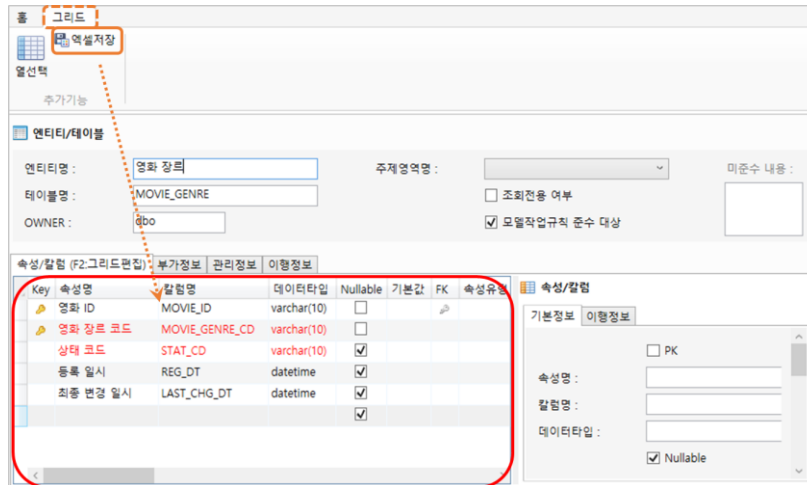 홈 그리드
엑셀저장
열선택
추가기능
엔티티/테이블
엔티티명 : 영화 장르 주제영역명 : 미준수 내용 :
테이블명 : MOVIE_GENRE 조회전용 여부
OWNER : dbo 모델작업규칙 준수 대상
속성/칼럼 (F2:그리드편집) 부가정보 관리정보 이행정보
Key 속성명 칼럼명 데이터타입 Nullable 기본값 FK 속성유형
영화 ID MOVIE_ID varchar(10)
영화 장르 코드 MOVIE_GENRE_CD varchar(10)
상태 코드 STAT_CD varchar(10)
등록 일시 REG_DT datetime
최종 변경 일시 LAST_CHG_DT datetime
속성/칼럼
기본정보 이행정보
PK
속성명 :
칼럼명 :
데이터타입 :
Nullable